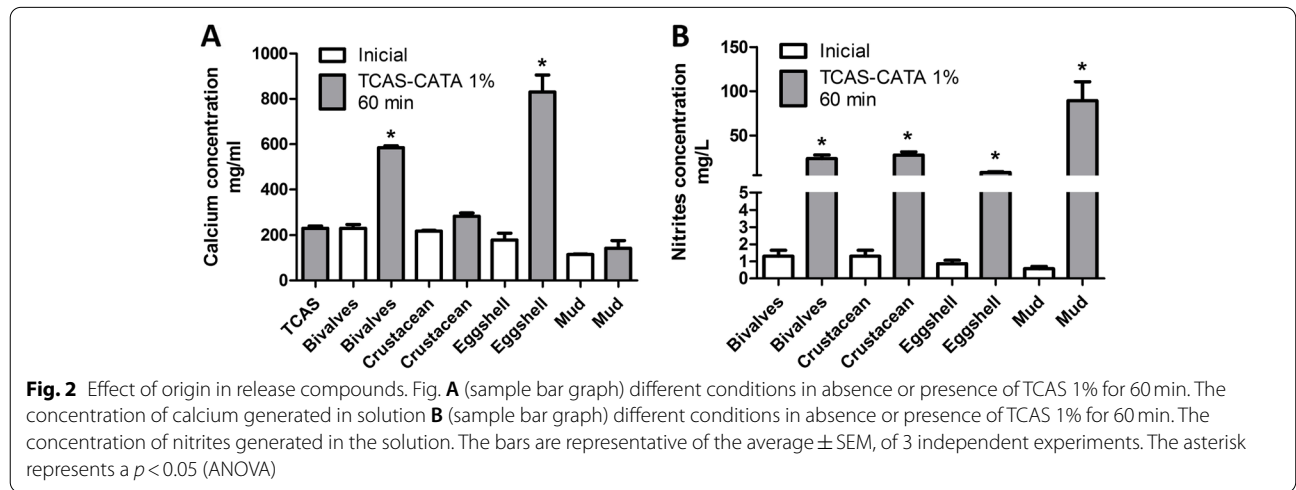 A
Inicial
TCAS-CATA 1%
60 min
Calcium concentration
mg/ml
1000
800
600
400
200
0
*
*
TCAS
Bivalves
Bivalves
Crustacean
Crustacean
Eggshell
Eggshell
Mud
Mud
B
Inicial
TCAS-CATA 1%
60 min
Nitrites concentration
mg/L
150
100
50
5
4
3
2
1
0
*
*
*
*
Bivalves
Bivalves
Crustacean
Crustacean
Eggshell
Eggshell
Mud
Mud
Fig. 2 Effect of origin in release compounds. Fig. A (sample bar graph) different conditions in absence or presence of TCAS 1% for 60 min. The
concentration of calcium generated in solution B (sample bar graph) different conditions in absence or presence of TCAS 1% for 60 min. The
concentration of nitrites generated in the solution. The bars are representative of the average ± SEM, of 3 independent experiments. The asterisk
represents a p < 0.05 (ANOVA)